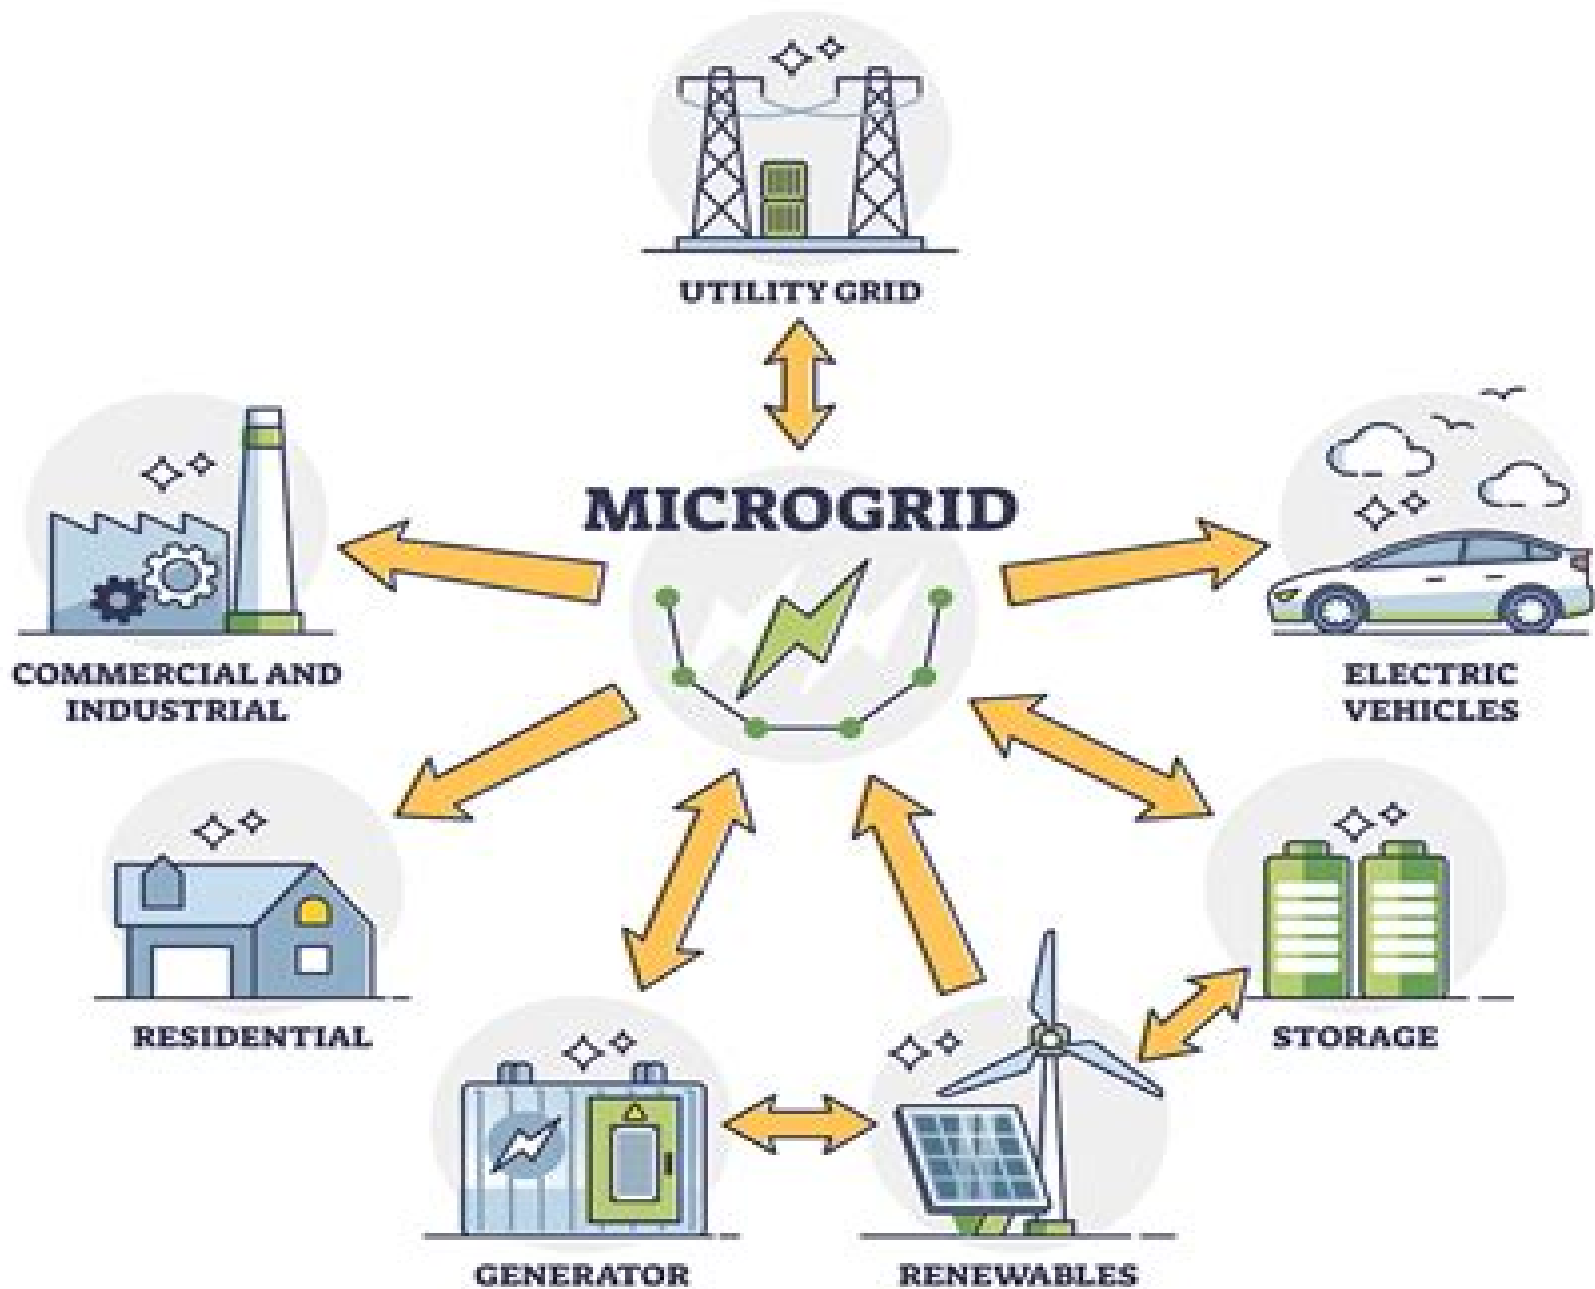 UTILITY GRID
MICROGRID
COMMERCIAL AND
INDUSTRIAL
ELECTRIC
VEHICLES
RESIDENTIAL
STORAGE
GENERATOR
RENEWABLES